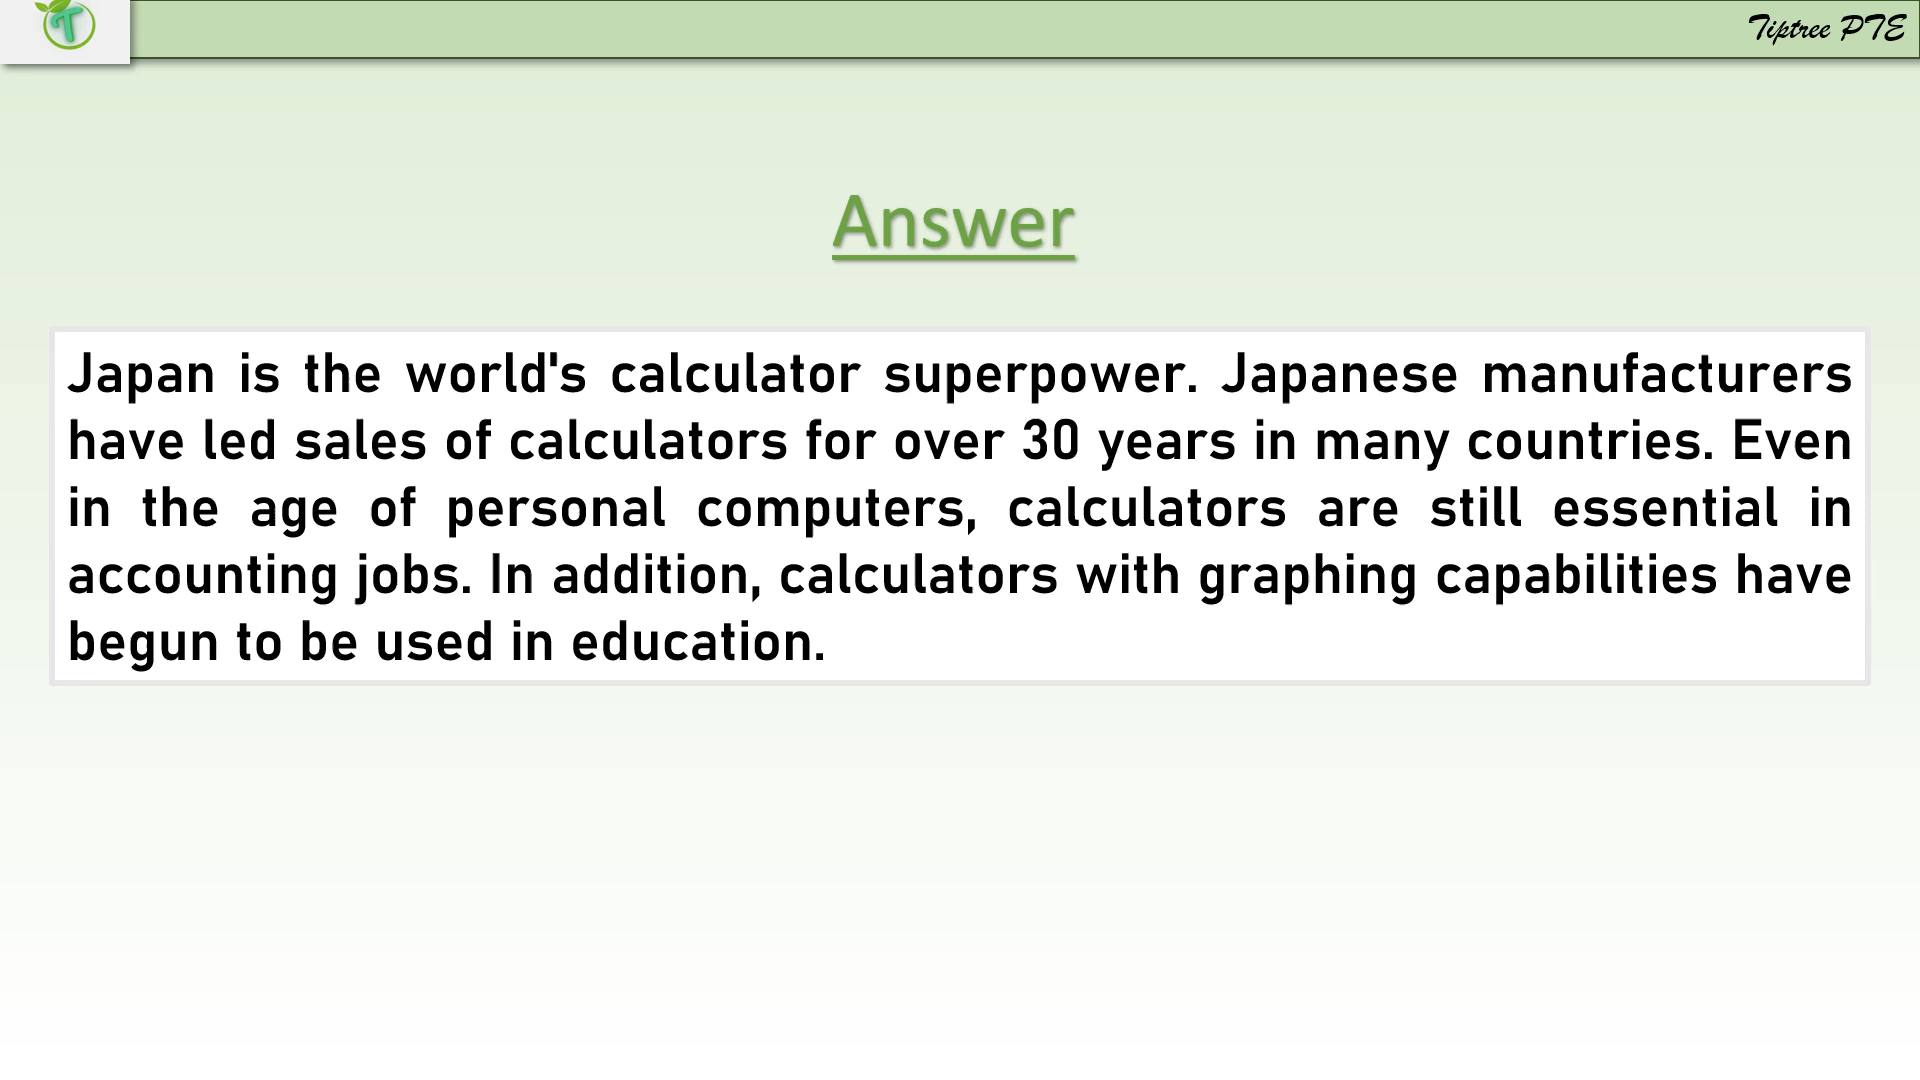 T
Tiptree PTE
Answer
Japan is the world's calculator superpower. Japanese manufacturers
have led sales of calculators for over 30 years in many countries. Even
in the age of personal computers, calculators are still essential in
accounting jobs. In addition, calculators with graphing capabilities have
begun to be used in education.